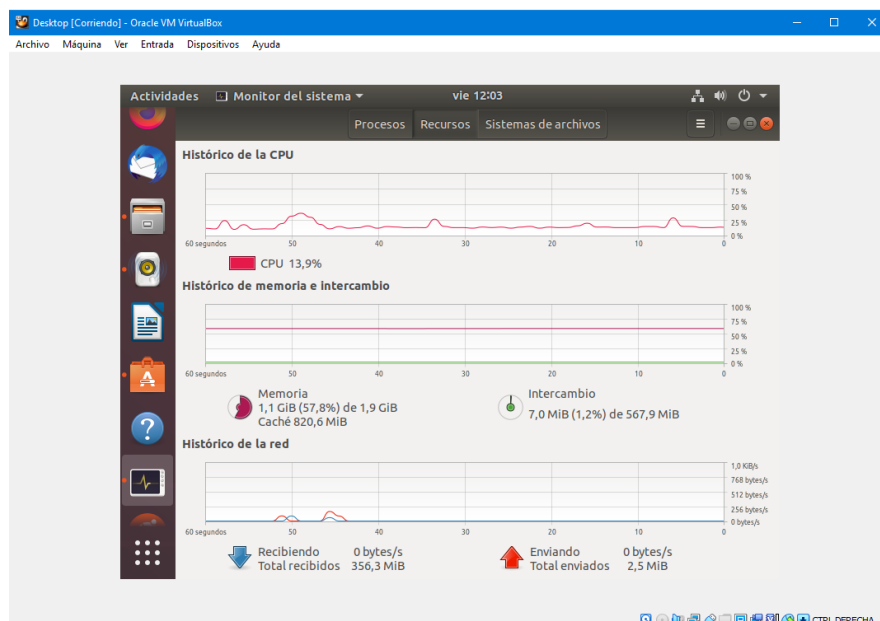 Desktop [Corriendo] - Oracle VM VirtualBox
Archivo Máquina Ver Entrada Dispositivos Ayuda
Actividades Monitor del sistema vie 12:03
Procesos Recursos Sistemas de archivos
Histórico de la CPU
100 %
75 %
50 %
25 %
0 %
60 segundos 50 40 30 20 10 0
CPU 13,9%
Histórico de memoria e intercambio
100 %
75 %
50 %
25 %
0 %
60 segundos 50 40 30 20 10 0
Memoria
1,1 GiB (57,8%) de 1,9 GiB
Caché 820,6 MiB
Intercambio
7,0 MiB (1,2%) de 567,9 MiB
Histórico de la red
1,0 KiB/s
768 bytes/s
512 bytes/s
256 bytes/s
0 bytes/s
60 segundos 50 40 30 20 10 0
Recibiendo 0 bytes/s
Total recibidos 356,3 MiB
Enviando 0 bytes/s
Total enviados 2,5 MiB
CTRL DERECHA